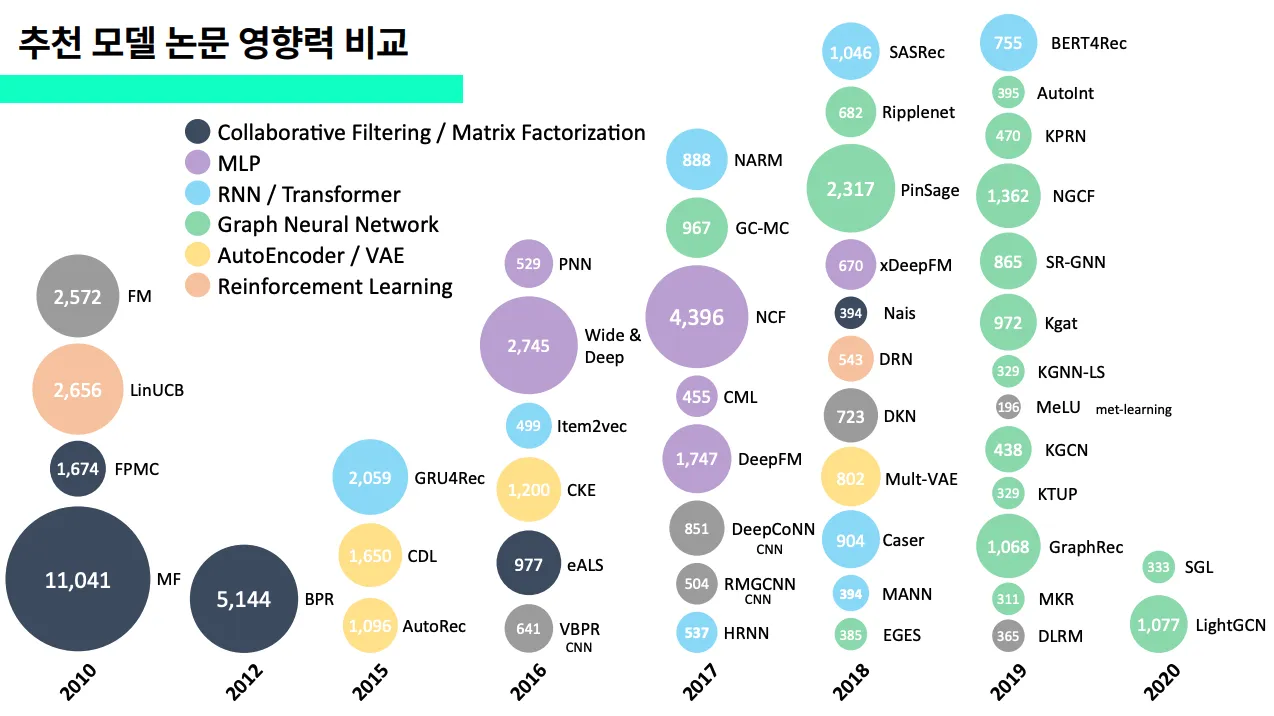 추천 모델 논문 영향력 비교
Collaborative Filtering / Matrix Factorization
MLP
RNN / Transformer
Graph Neural Network
AutoEncoder / VAE
Reinforcement Learning
2,572 FM
2,656 LinUCB
1,674 FPMC
11,041 MF
2010
5,144 BPR
2012
2,059 GRU4Rec
1,650 CDL
1,096 AutoRec
2015
529 PNN
2,745 Wide &
Deep
499 Item2vec
1,200 CKE
977 eALS
641 VBPR
CNN
2016
888 NARM
967 GC-MC
4,396 NCF
455 CML
1,747 DeepFM
851 DeepCoNN
CNN
504 RMGCNN
CNN
537 HRNN
2017
1,046 SASRec
682 Ripplenet
2,317 PinSage
670 xDeepFM
394 Nais
543 DRN
723 DKN
802 Mult-VAE
904 Caser
394 MANN
385 EGES
2018
755 BERT4Rec
395 AutoInt
470 KPRN
1,362 NGCF
865 SR-GNN
972 Kgat
329 KGNN-LS
196 MeLU met-learning
438 KGCN
329 KTUP
1,068 GraphRec
311 MKR
365 DLRM
2019
333 SGL
1,077 LightGCN
2020